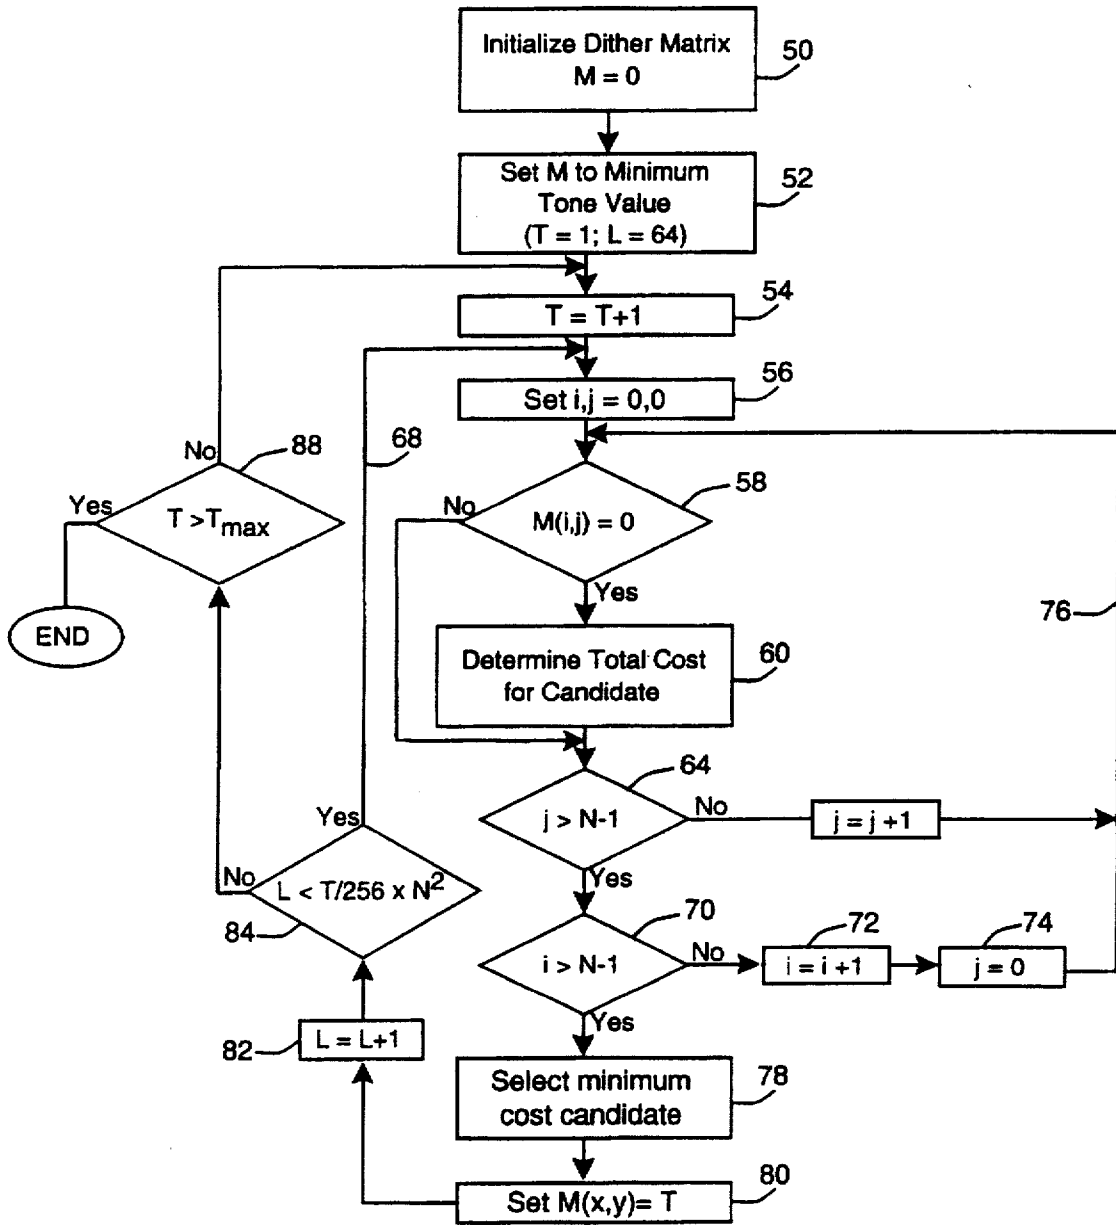 Initialize Dither Matrix
M = 0
50
Set M to Minimum
Tone Value
(T = 1; L = 64)
52
T = T+1
54
Set i,j = 0,0
56
68
No
88
Yes
T >Tmax
END
No
M(i,j) = 0
58
Yes
76
Determine Total Cost
for Candidate
60
64
j > N-1
No
j = j +1
Yes
Yes
No
L < T/256 x N²
84
70
i > N-1
No
72
i = i +1
74
j = 0
Yes
82
L = L+1
Select minimum
cost candidate
78
Set M(x,y)= T
80